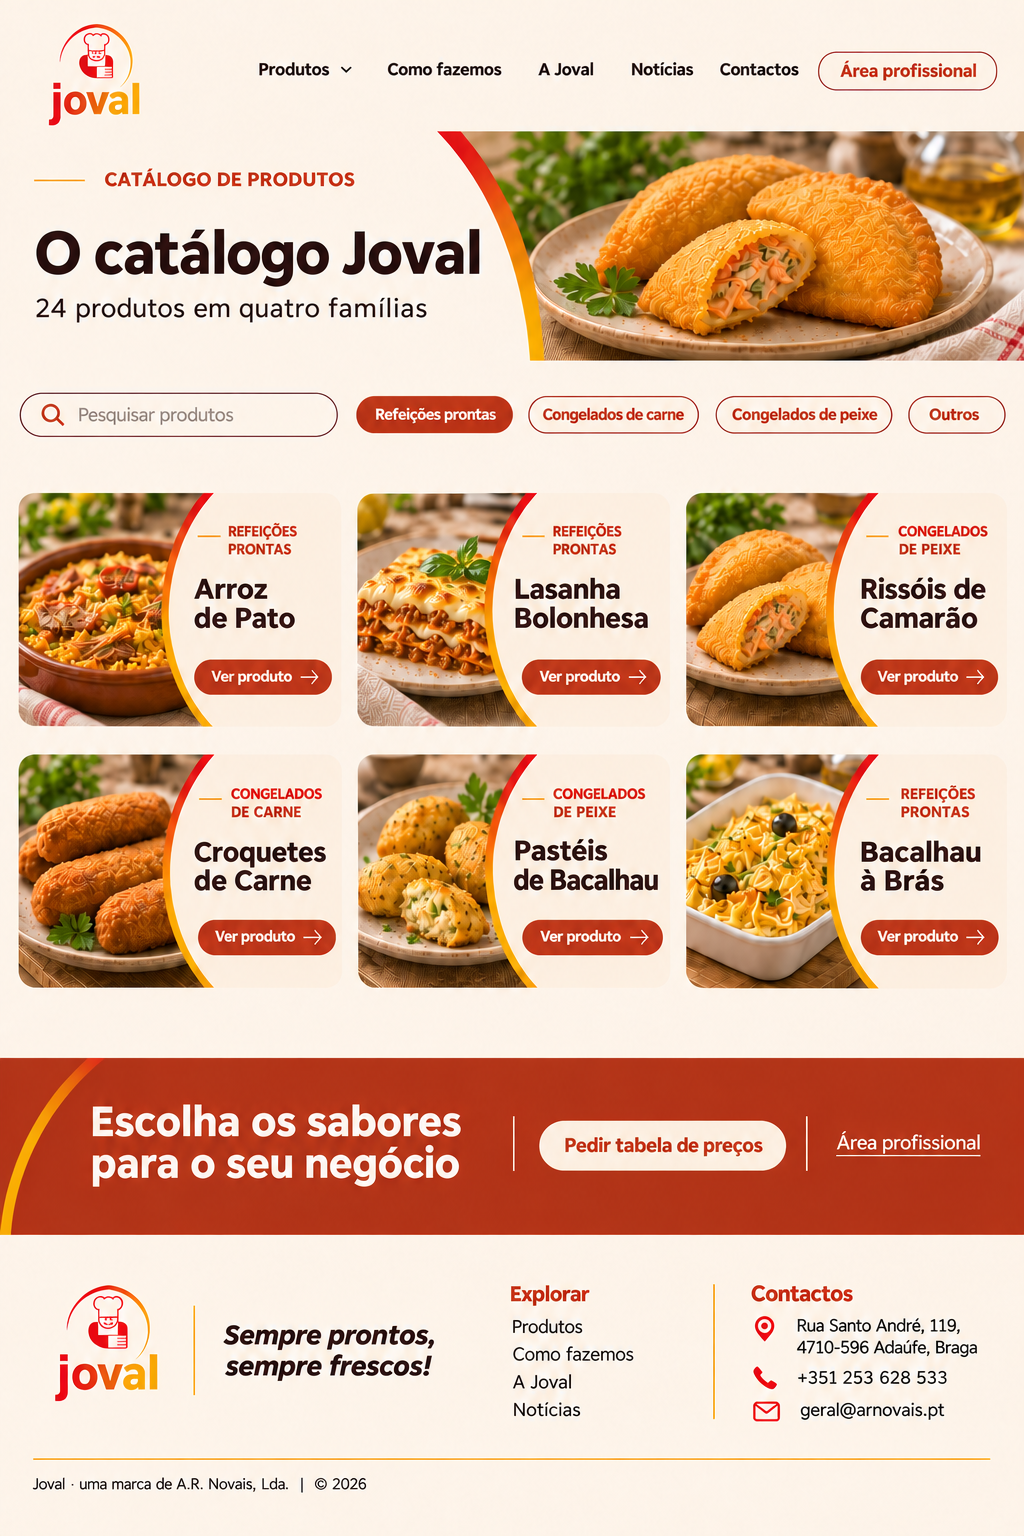 joval
Produtos
Como fazemos
A Joval
Notícias
Contactos
Área profissional
CATÁLOGO DE PRODUTOS
O catálogo Joval
24 produtos em quatro famílias
Pesquisar produtos
Refeições prontas
Congelados de carne
Congelados de peixe
Outros
REFEIÇÕES
PRONTAS
Arroz
de Pato
Ver produto
REFEIÇÕES
PRONTAS
Lasanha
Bolonhesa
Ver produto
CONGELADOS
DE PEIXE
Rissóis de
Camarão
Ver produto
CONGELADOS
DE CARNE
Croquetes
de Carne
Ver produto
CONGELADOS
DE PEIXE
Pastéis
de Bacalhau
Ver produto
REFEIÇÕES
PRONTAS
Bacalhau
à Brás
Ver produto
Escolha os sabores
para o seu negócio
Pedir tabela de preços
Área profissional
joval
Sempre prontos,
sempre frescos!
Explorar
Produtos
Como fazemos
A Joval
Notícias
Contactos
Rua Santo André, 119,
4710-596 Adaúfe, Braga
+351 253 628 533
geral@arnovais.pt
Joval · uma marca de A.R. Novais, Lda. | © 2026